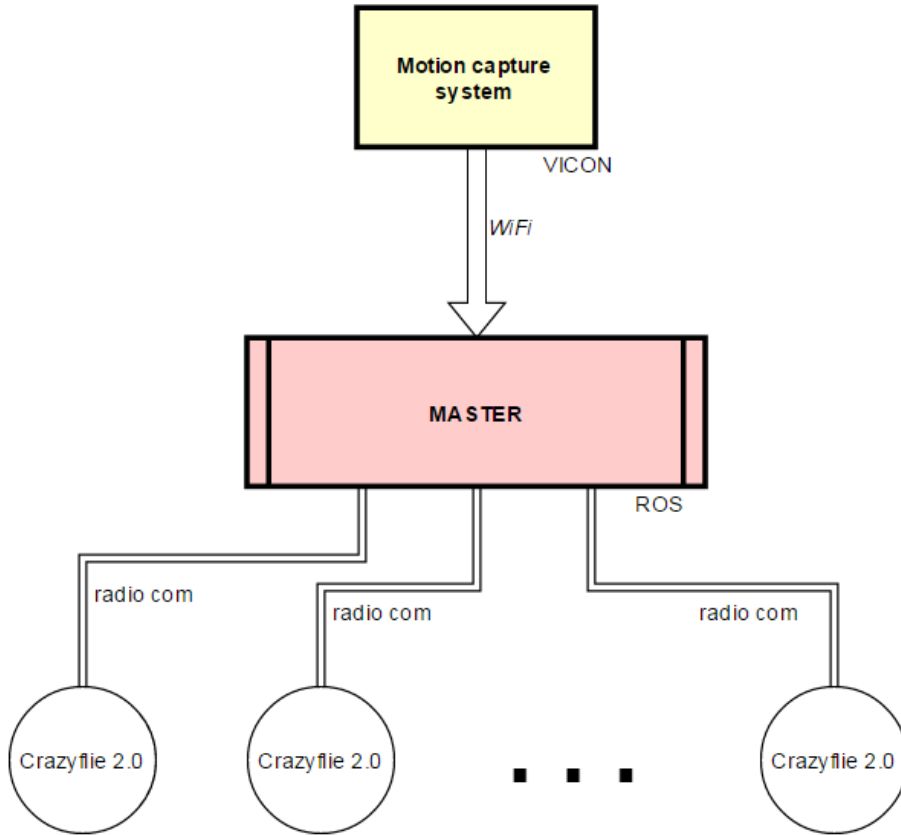 Motion capture
system
VICON
WiFi
MASTER
ROS
radio com
radio com
radio com
Crazyflie 2.0
Crazyflie 2.0
Crazyflie 2.0